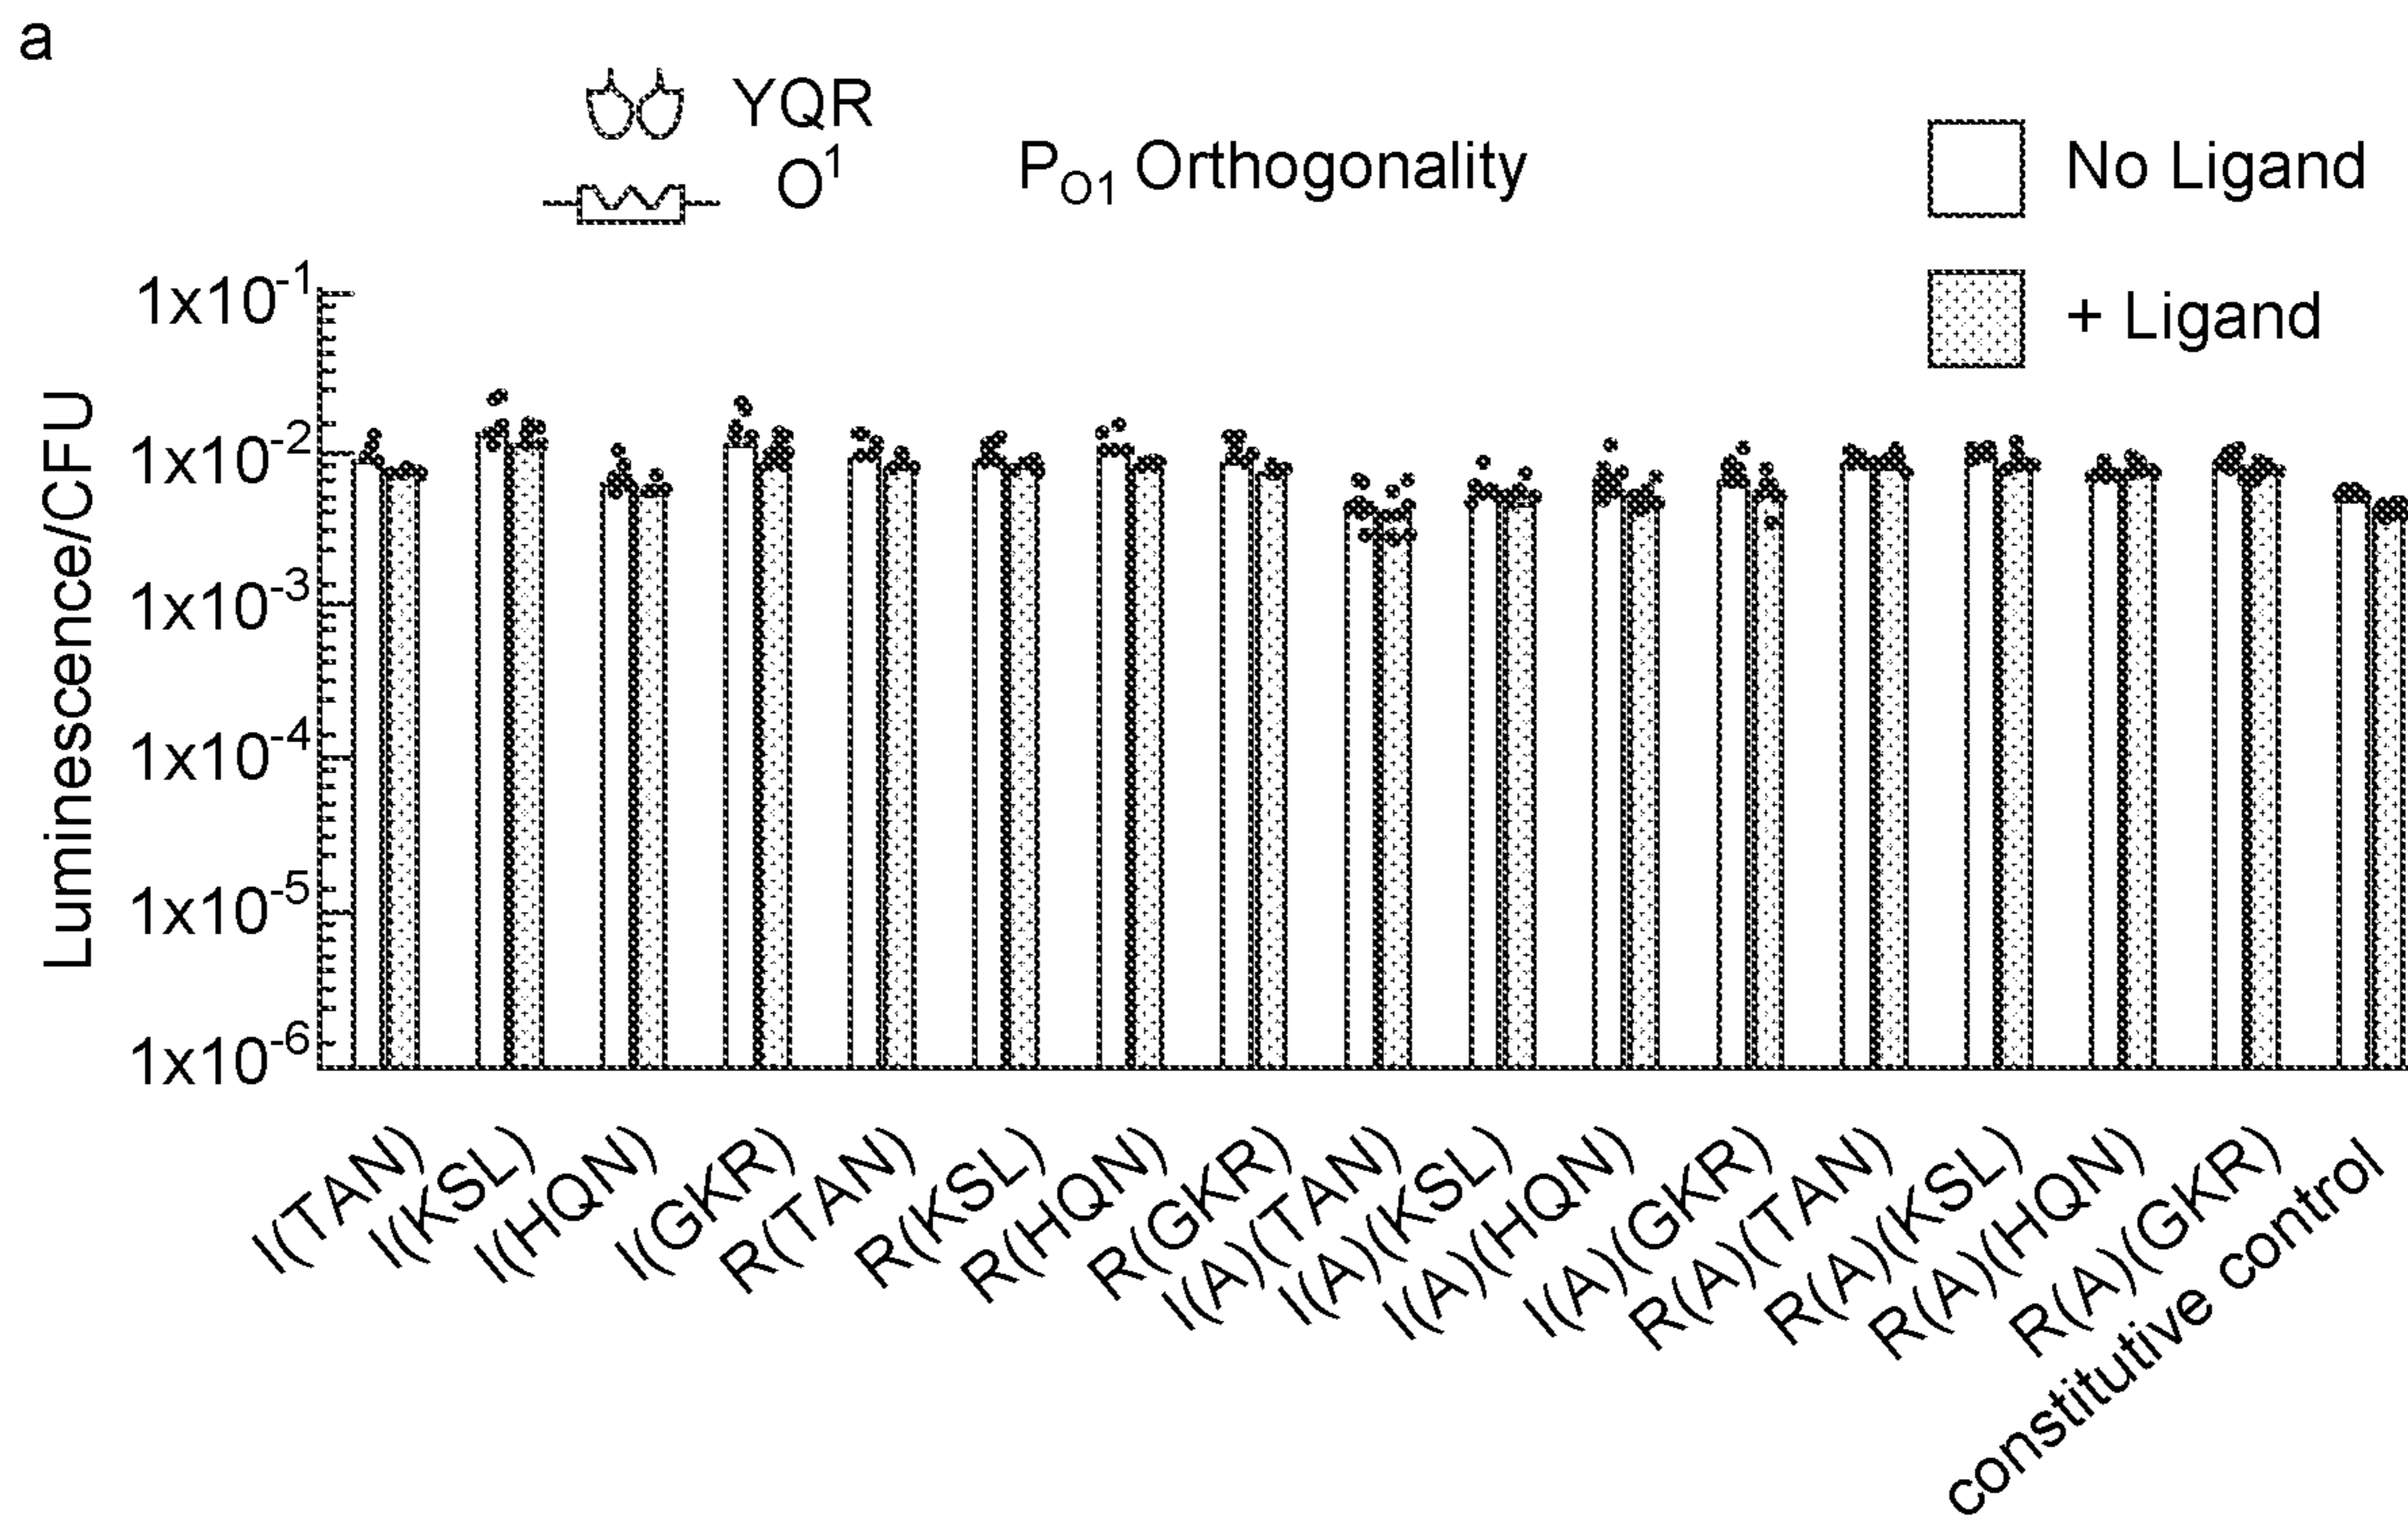 a
YQR
O¹
P_O1 Orthogonality
No Ligand
+ Ligand
Luminescence/CFU
1x10⁻¹
1x10⁻²
1x10⁻³
1x10⁻⁴
1x10⁻⁵
1x10⁻⁶
I(TAN)
I(KSL)
I(HQN)
I(GKR)
R(TAN)
R(KSL)
R(HQN)
R(GKR)
I(A)(TAN)
I(A)(KSL)
I(A)(HQN)
I(A)(GKR)
R(A)(TAN)
R(A)(KSL)
R(A)(HQN)
R(A)(GKR)
constitutive control